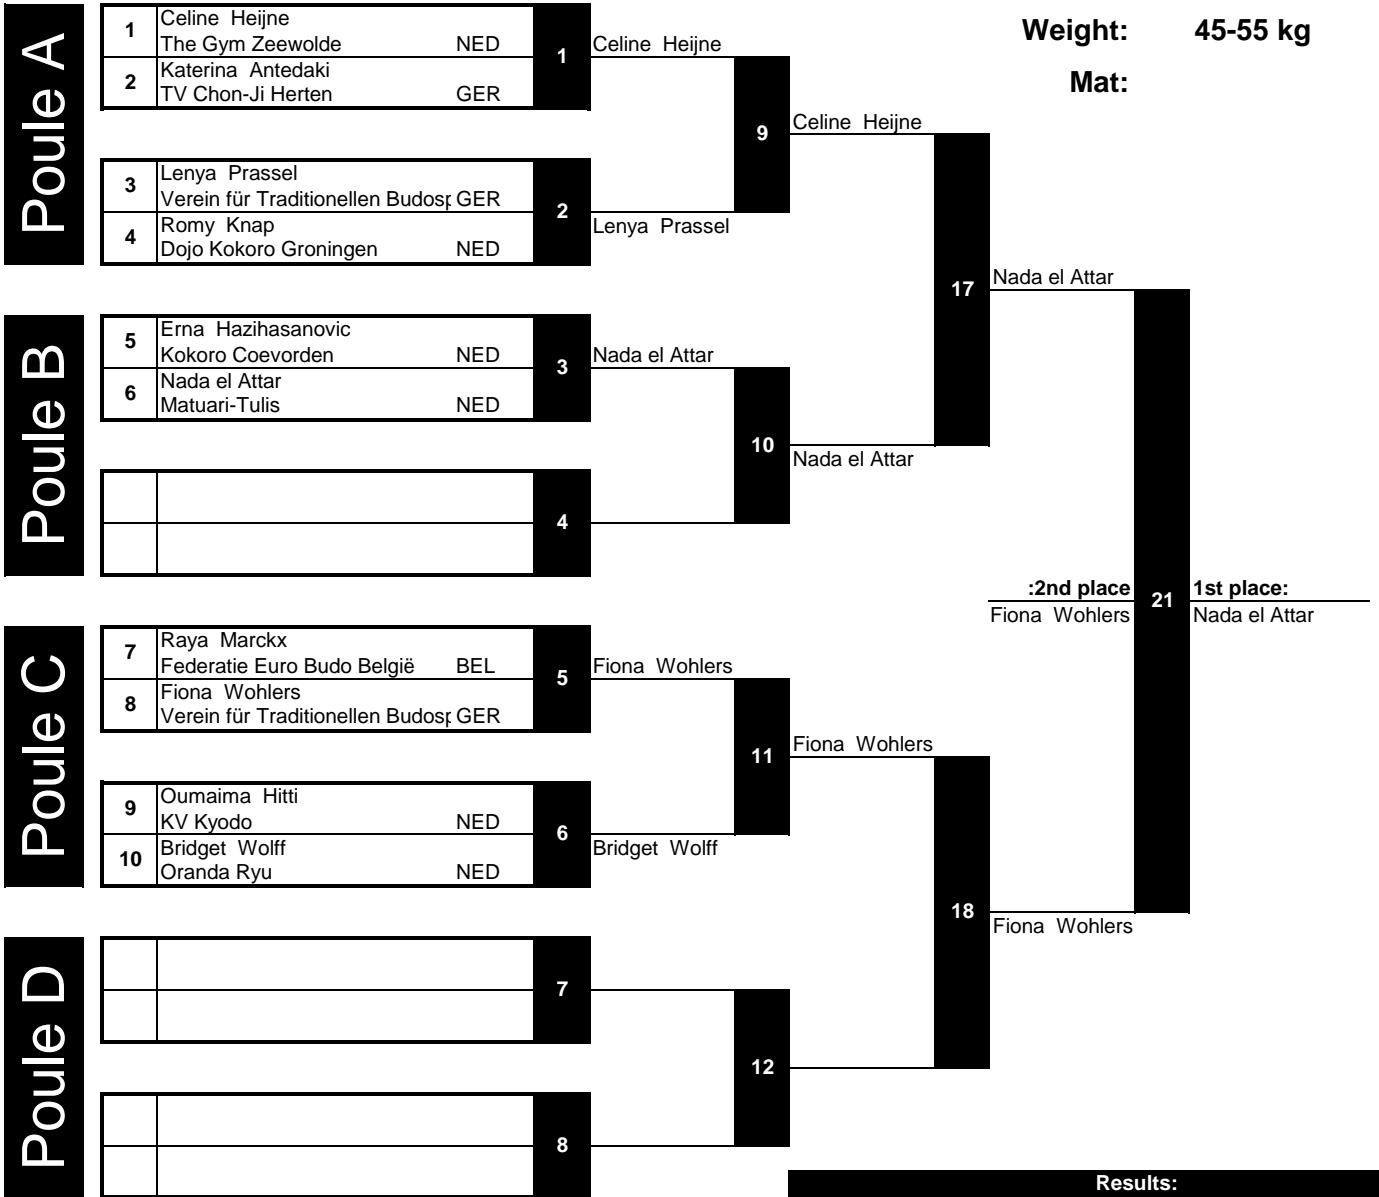 Weight: 45-55 kg
Mat:
Poule A
1 Celine Heijne
The Gym Zeewolde NED
2 Katerina Antedaki
TV Chon-Ji Herten GER
1
Celine Heijne
3 Lenya Prassel
Verein für Traditionellen Budosp GER
4 Romy Knap
Dojo Kokoro Groningen NED
2
Lenya Prassel
9
Celine Heijne
Poule B
5 Erna Hazihasanovic
Kokoro Coevorden NED
6 Nada el Attar
Matuari-Tulis NED
3
Nada el Attar
4
10
Nada el Attar
17
Nada el Attar
Poule C
7 Raya Marckx
Federatie Euro Budo België BEL
8 Fiona Wohlers
Verein für Traditionellen Budosp GER
5
Fiona Wohlers
9 Oumaima Hitti
KV Kyodo NED
10 Bridget Wolff
Oranda Ryu NED
6
Bridget Wolff
11
Fiona Wohlers
Poule D
7
8
12
18
Fiona Wohlers
:2nd place
Fiona Wohlers
21
1st place:
Nada el Attar
Results: